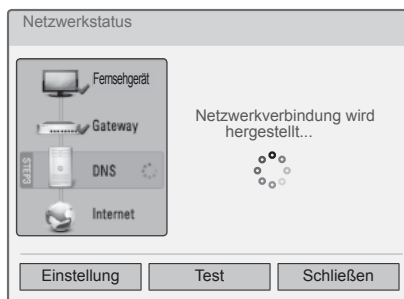 Netzwerkstatus
Fernsehgerät
Gateway
STEP3
DNS
Internet
Netzwerkverbindung wird
hergestellt...
Einstellung
Test
Schließen